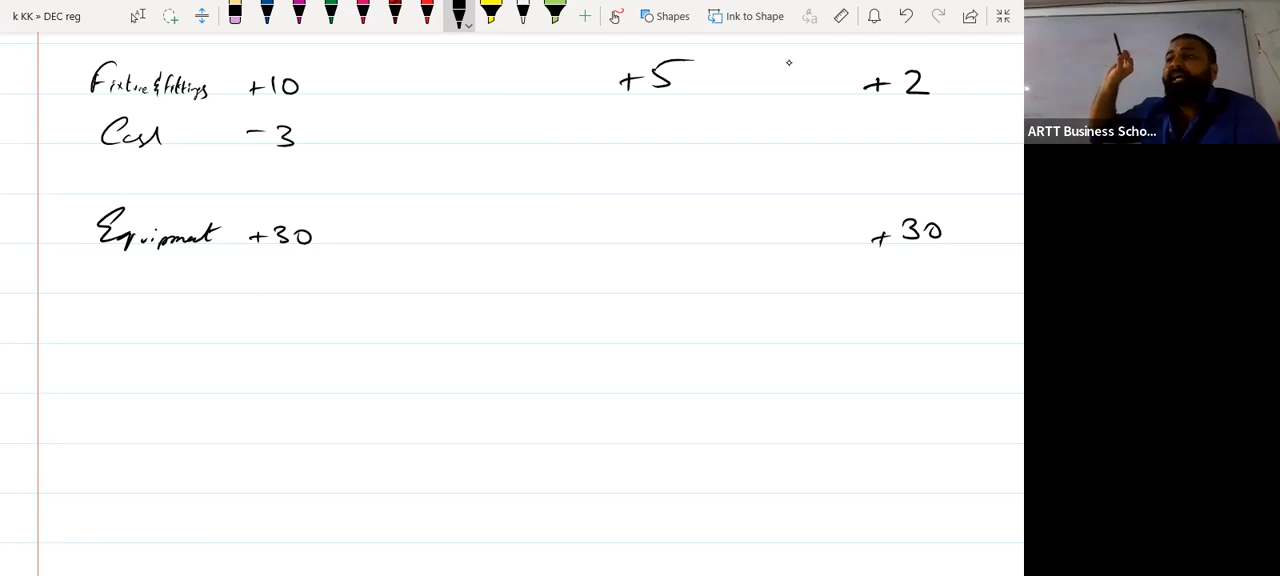 k KK » DEC reg
Shapes
Ink to Shape
Fixture & fittings +10 +5 +2
Cash - 3
ARTT Business Scho...
Equipment +30 +30